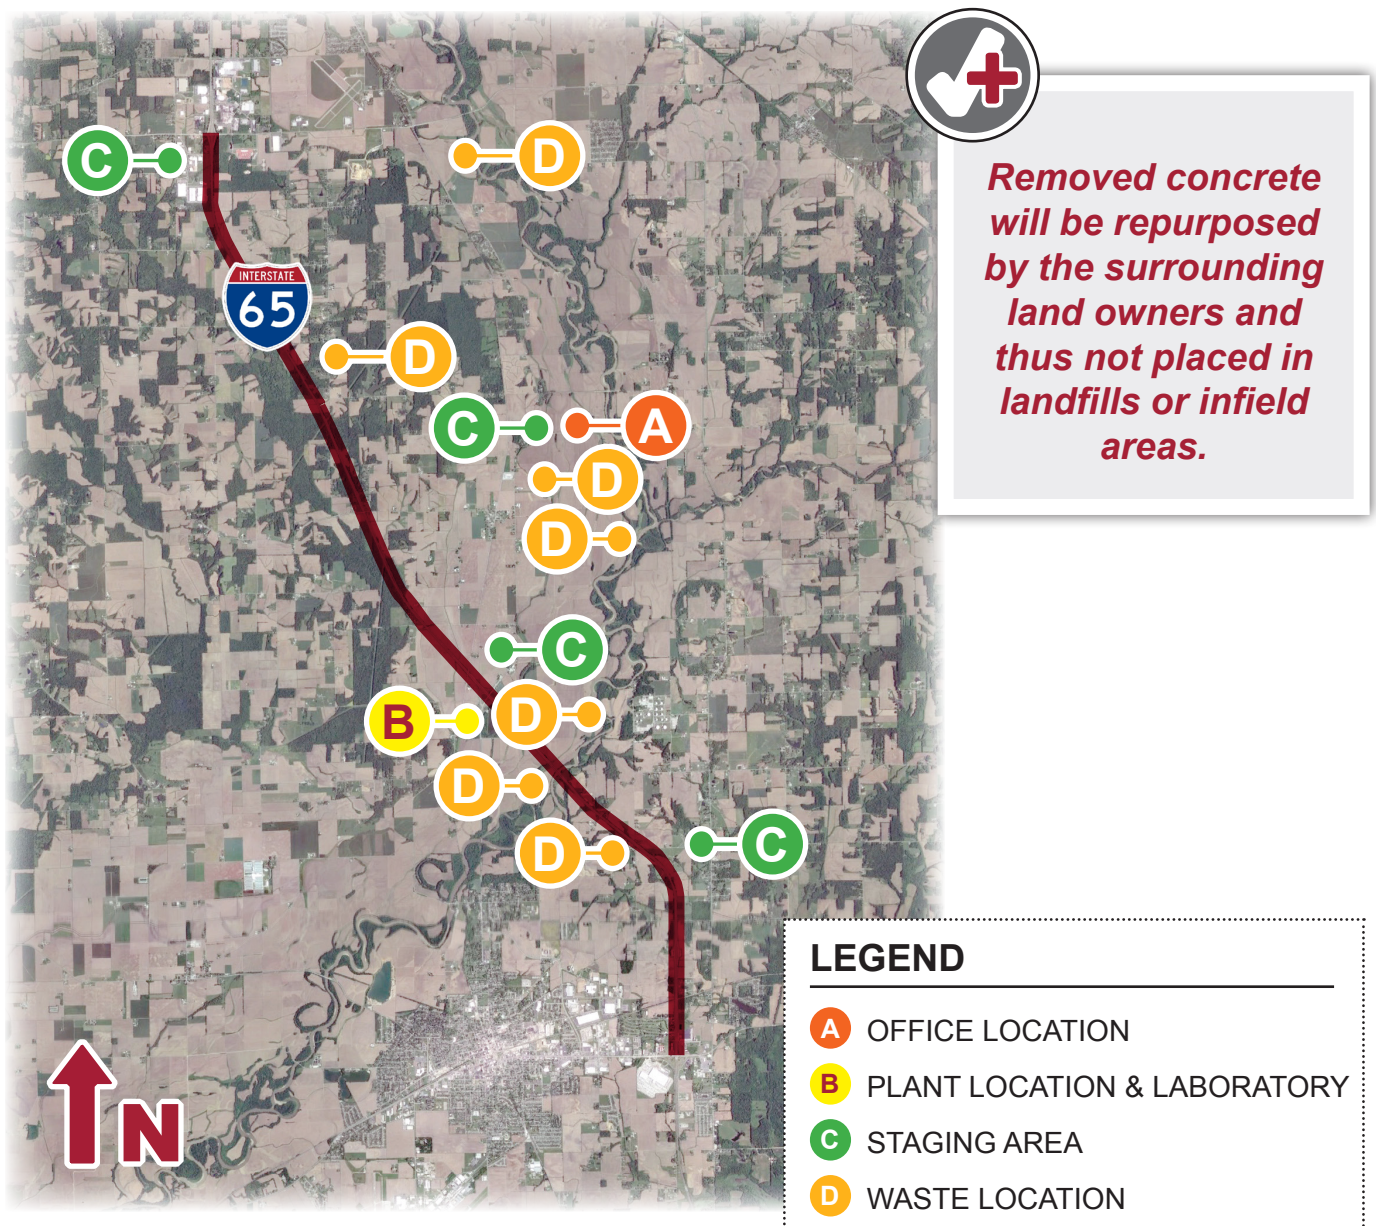 C
D
INTERSTATE
65
D
C
A
D
D
C
B
D
D
D
C
N
Removed concrete
will be repurposed
by the surrounding
land owners and
thus not placed in
landfills or infield
areas.
LEGEND
A OFFICE LOCATION
B PLANT LOCATION & LABORATORY
C STAGING AREA
D WASTE LOCATION